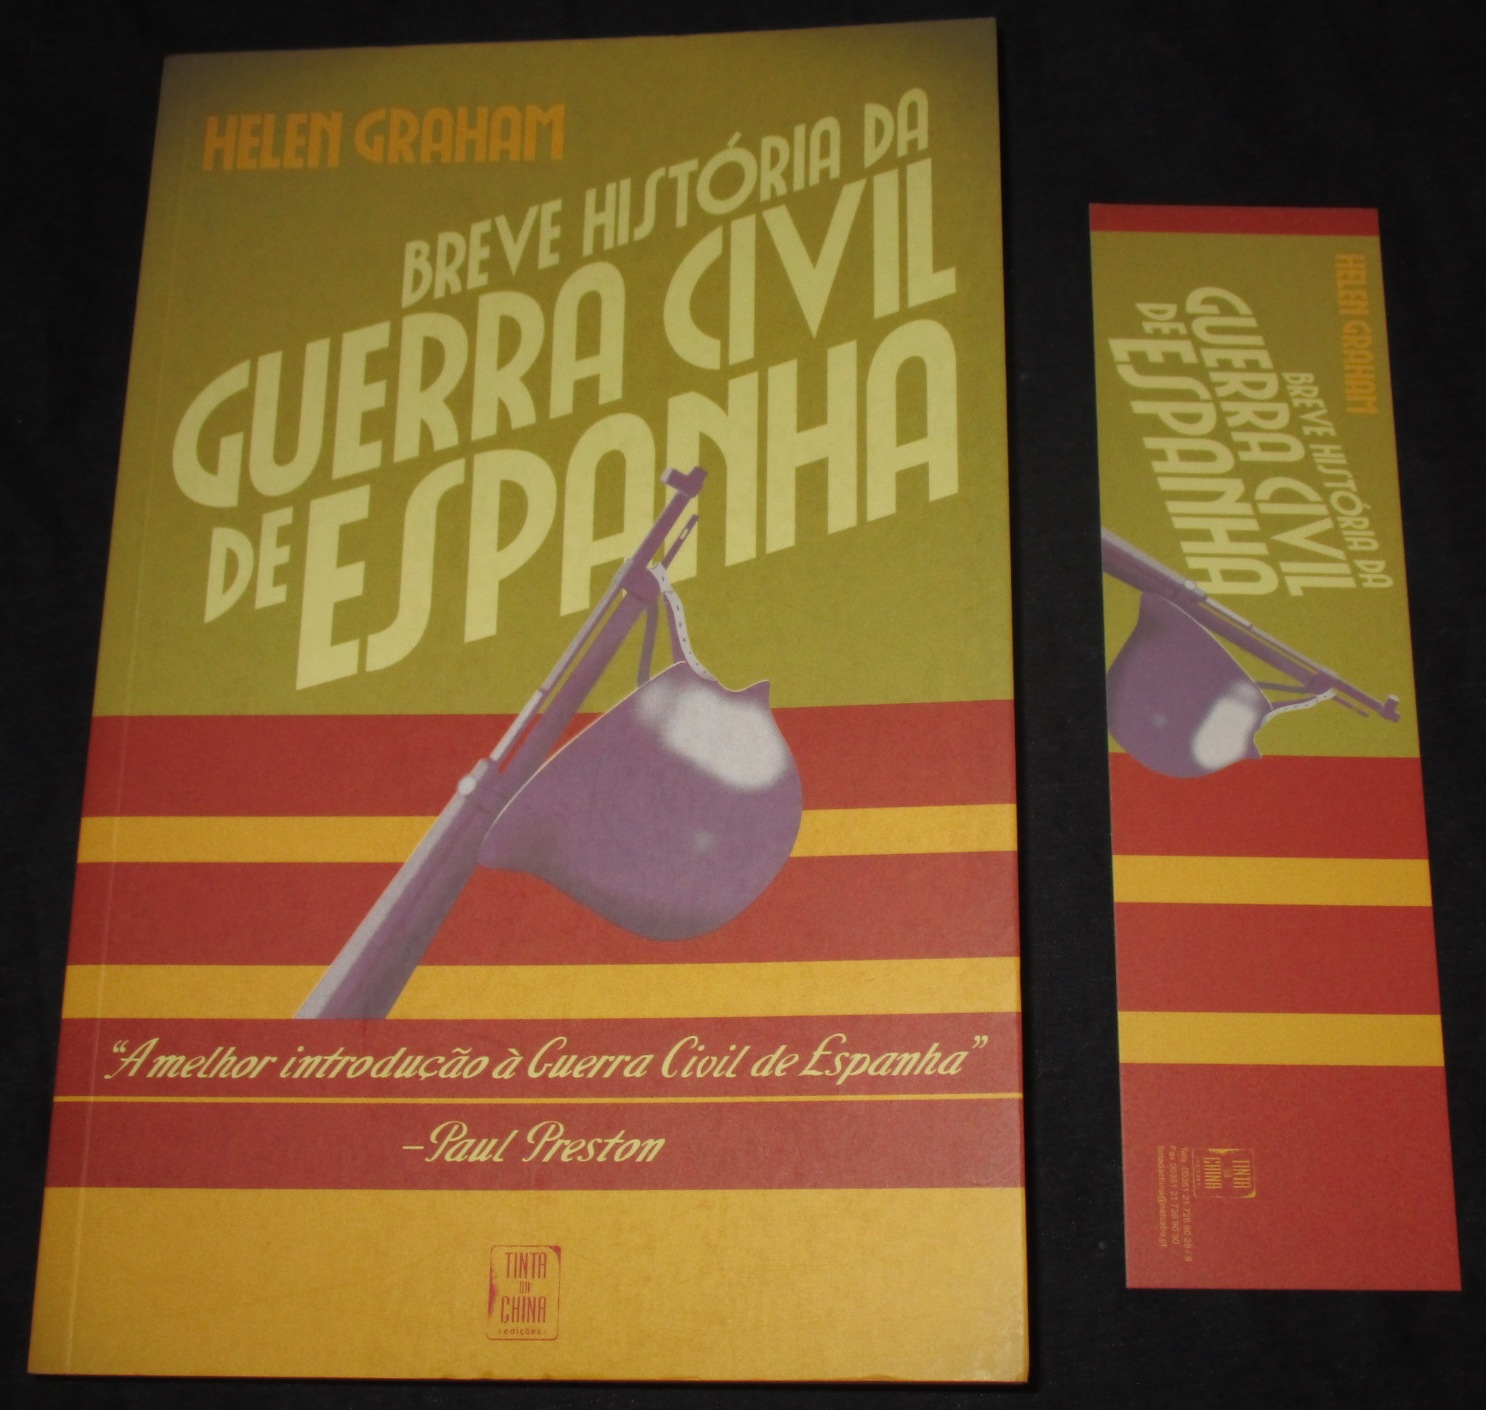 HELEN GRAHAM
BREVE HISTÓRIA DA
GUERRA CIVIL
DE ESPANHA
“A melhor introdução à Guerra Civil de Espanha”
–Paul Preston
TINTA
DA
CHINA
edições
HELEN GRAHAM
BREVE HISTÓRIA DA
GUERRA CIVIL
DE ESPANHA
TINTA
DA
CHINA